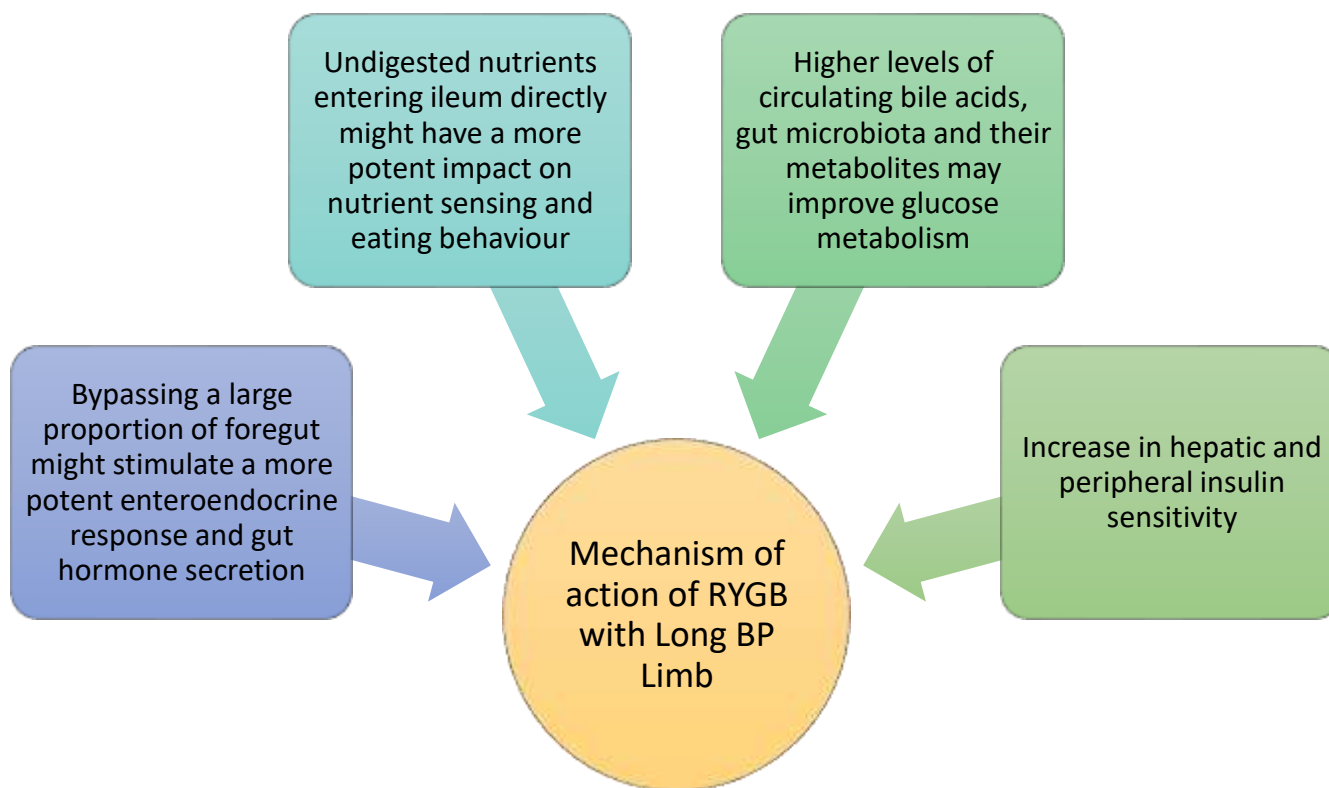 Undigested nutrients
entering ileum directly
might have a more
potent impact on
nutrient sensing and
eating behaviour
Higher levels of
circulating bile acids,
gut microbiota and their
metabolites may
improve glucose
metabolism
Bypassing a large
proportion of foregut
might stimulate a more
potent enteroendocrine
response and gut
hormone secretion
Increase in hepatic and
peripheral insulin
sensitivity
Mechanism of
action of RYGB
with Long BP
Limb